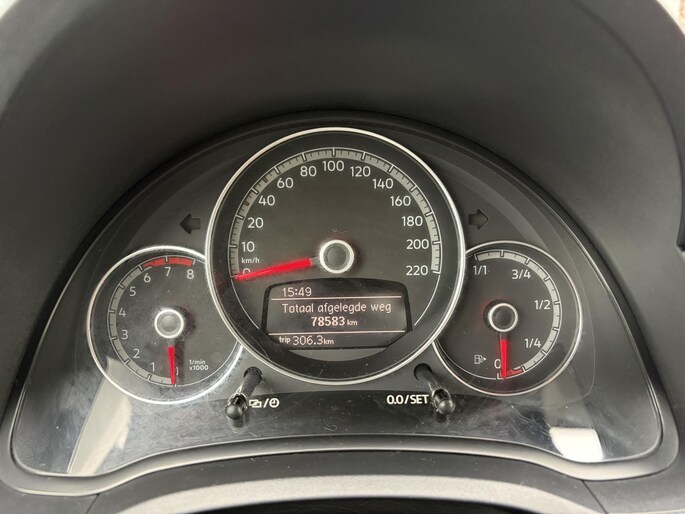 80 100 120
60 140
40 160
20 180
10 200
km/h
0 220
6 7 8
5
4
3
2
1
1/min
x1000
15:49
Totaal afgelegde weg
78583 km
trip 306.3 km
1/1 3/4
1/2
1/4
0
0.0/SET